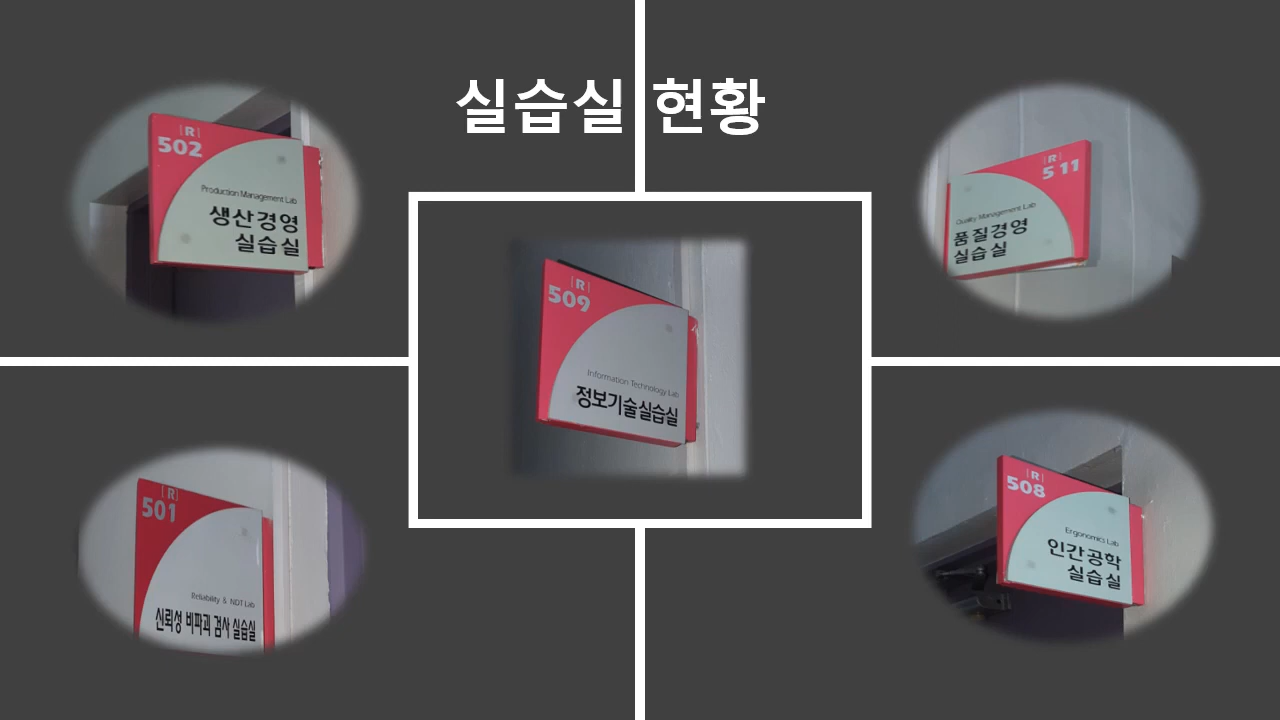 실습실 현황
[R]
502
Production Management Lab
생산경영
실습실
[R]
511
Quality Management Lab
품질경영
실습실
[R]
509
Information Technology Lab
정보기술실습실
[R]
501
Reliability & NDT Lab
신뢰성 비파괴 검사 실습실
[R]
508
Ergonomics Lab
인간공학
실습실